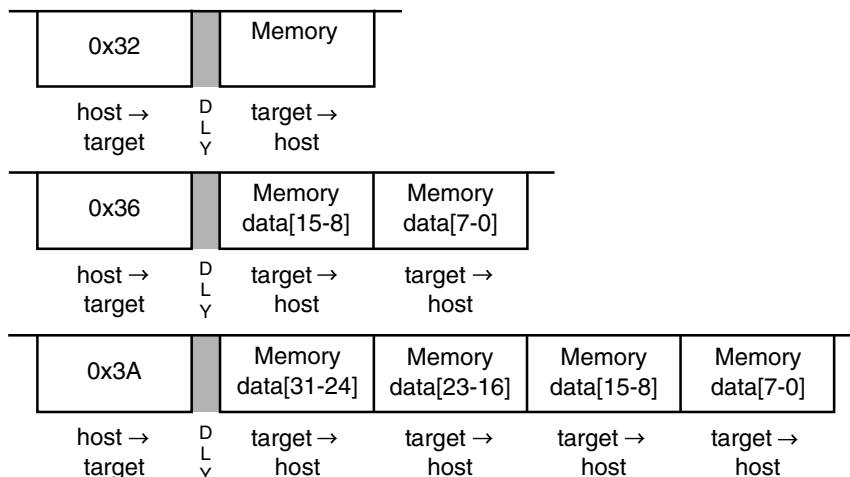 0x32 Memory
host → D target →
target L host
Y
0x36 Memory Memory
data[15-8] data[7-0]
host → D target → target →
target L host host
Y
0x3A Memory Memory Memory Memory
data[31-24] data[23-16] data[15-8] data[7-0]
host → D target → target → target → target →
target L host host host host
Y